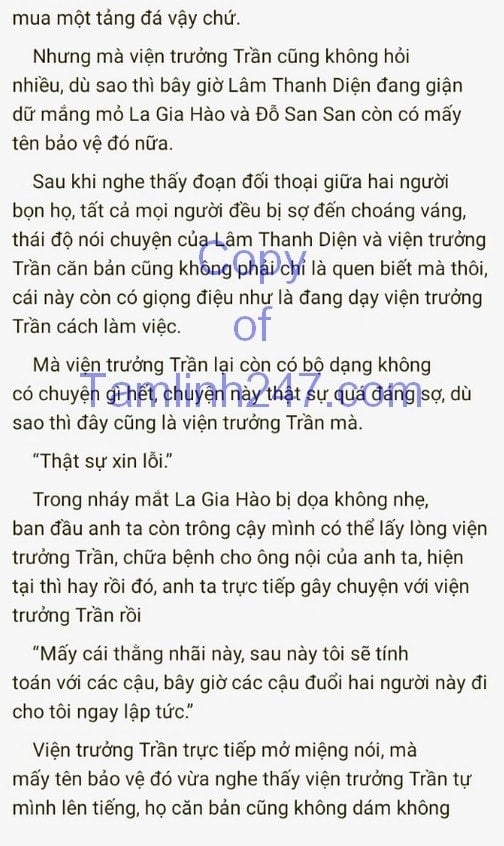 mua một tảng đá vậy chứ.
Nhưng mà viện trưởng Trần cũng không hỏi
nhiều, dù sao thì bây giờ Lâm Thanh Diện đang giận
dữ mắng mỏ La Gia Hào và Đỗ San San còn có mấy
tên bảo vệ đó nữa.
Sau khi nghe thấy đoạn đối thoại giữa hai người
bọn họ, tất cả mọi người đều bị sợ đến choáng váng,
thái độ nói chuyện của Lâm Thanh Diện và viện trưởng
Trần căn bản cũng không phải chỉ là quen biết mà thôi,
cái này còn có giọng điệu như là đang dạy viện trưởng
Trần cách làm việc.
Mà viện trưởng Trần lại còn có bộ dạng không
có chuyện gì hết, chuyện này thật sự quá đáng sợ, dù
sao thì đây cũng là viện trưởng Trần mà.
“Thật sự xin lỗi.”
Trong nháy mắt La Gia Hào bị dọa không nhẹ,
ban đầu anh ta còn trông cậy mình có thể lấy lòng viện
trưởng Trần, chữa bệnh cho ông nội của anh ta, hiện
tại thì hay rồi đó, anh ta trực tiếp gây chuyện với viện
trưởng Trần rồi
“Mấy cái thằng nhãi này, sau này tôi sẽ tính
toán với các cậu, bây giờ các cậu đuổi hai người này đi
cho tôi ngay lập tức.”
Viện trưởng Trần trực tiếp mở miệng nói, mà
mấy tên bảo vệ đó vừa nghe thấy viện trưởng Trần tự
mình lên tiếng, họ căn bản cũng không dám không
Copy
of
Tamlinh247.com